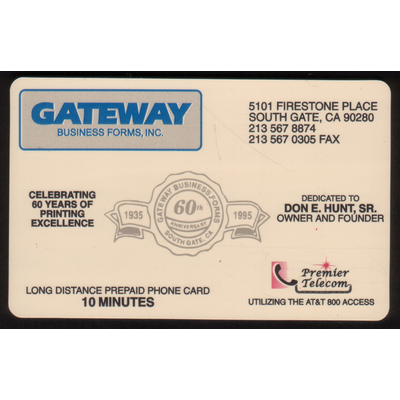 GATEWAY
BUSINESS FORMS, INC.
5101 FIRESTONE PLACE
SOUTH GATE, CA 90280
213 567 8874
213 567 0305 FAX
CELEBRATING
60 YEARS OF
PRINTING
EXCELLENCE
GATEWAY BUSINESS FORMS
1935
60th
1995
ANNIVERSARY
SOUTH GATE, CA
DEDICATED TO
DON E. HUNT, SR.
OWNER AND FOUNDER
Premier
Telecom
LONG DISTANCE PREPAID PHONE CARD
10 MINUTES
UTILIZING THE AT&T 800 ACCESS